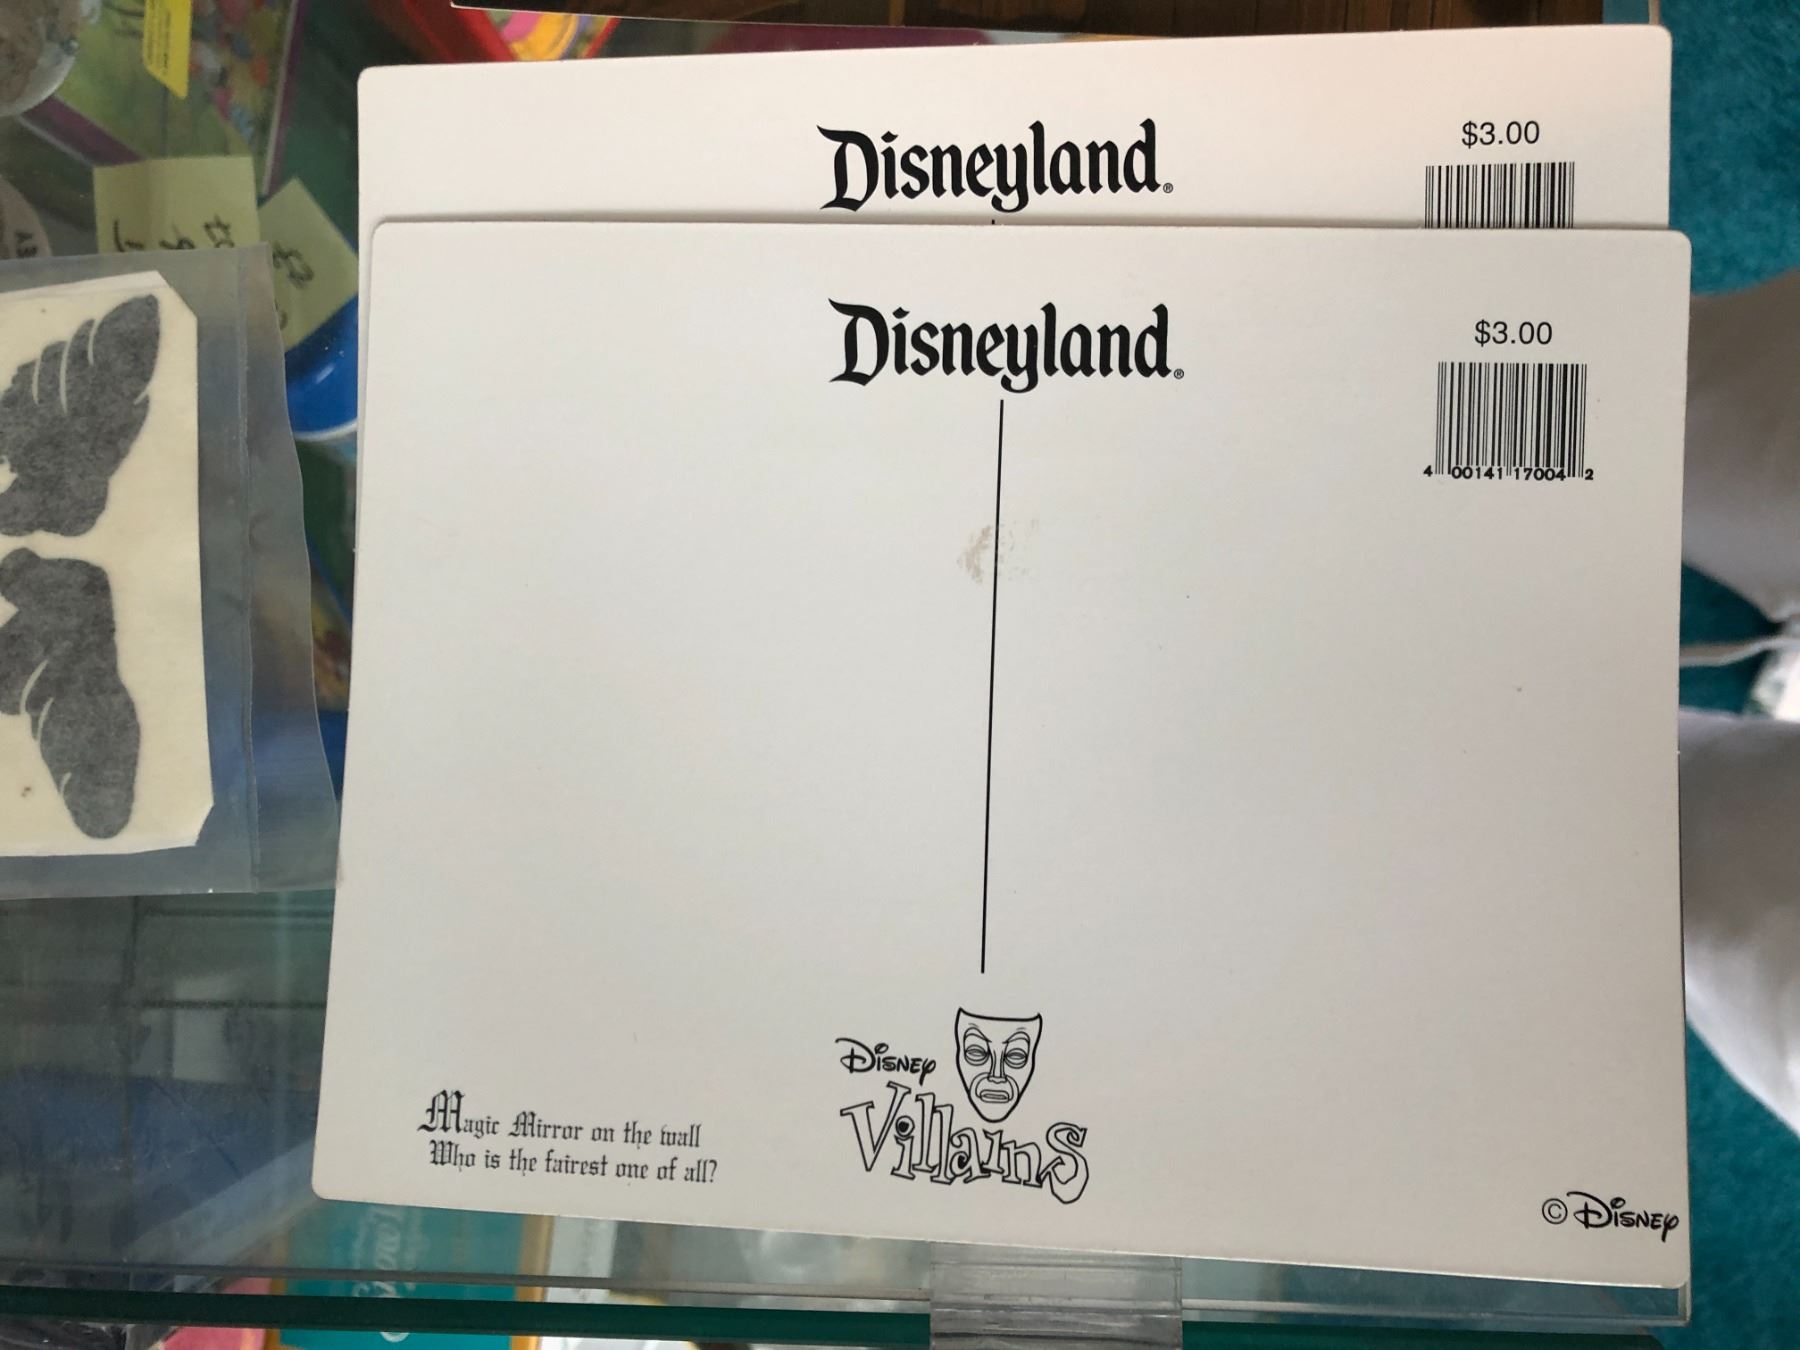 Disneyland®
$3.00
Disneyland®
$3.00
4 00141 17004 2
Disney
Villains
Magic Mirror on the wall
Who is the fairest one of all?
© Disney